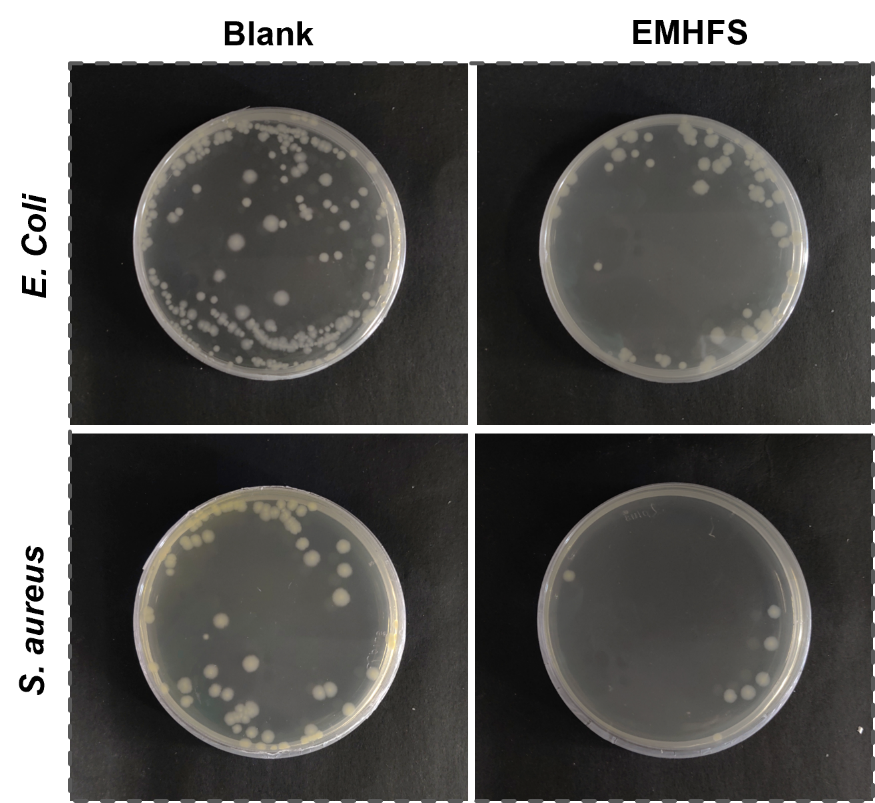 Blank
EMHFS
E. Coli
S. aureus